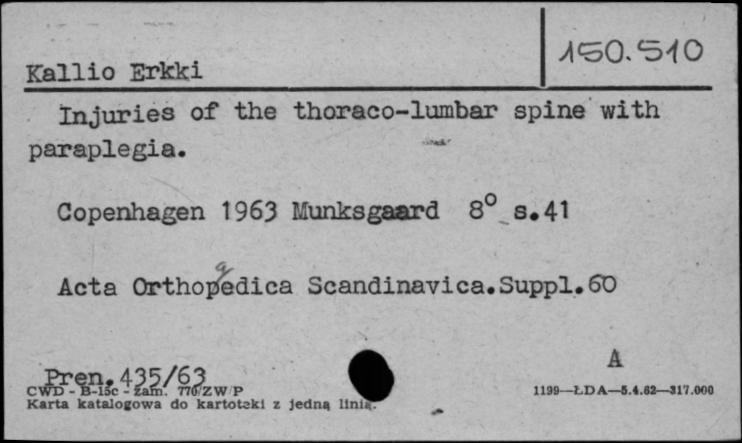 150.510
Kallio Erkki
Injuries of the thoraco-lumbar spine with
paraplegia.
Copenhagen 1963 Munksgaard 8° s.41
Acta Orthopaedica Scandinavica.Suppl.60
A
Pren.435/63
CWD - B-15c - zam. 770/ZW/P
1199—ŁDA—5.4.62—317.000
Karta katalogowa do kartoteki z jedną linią.